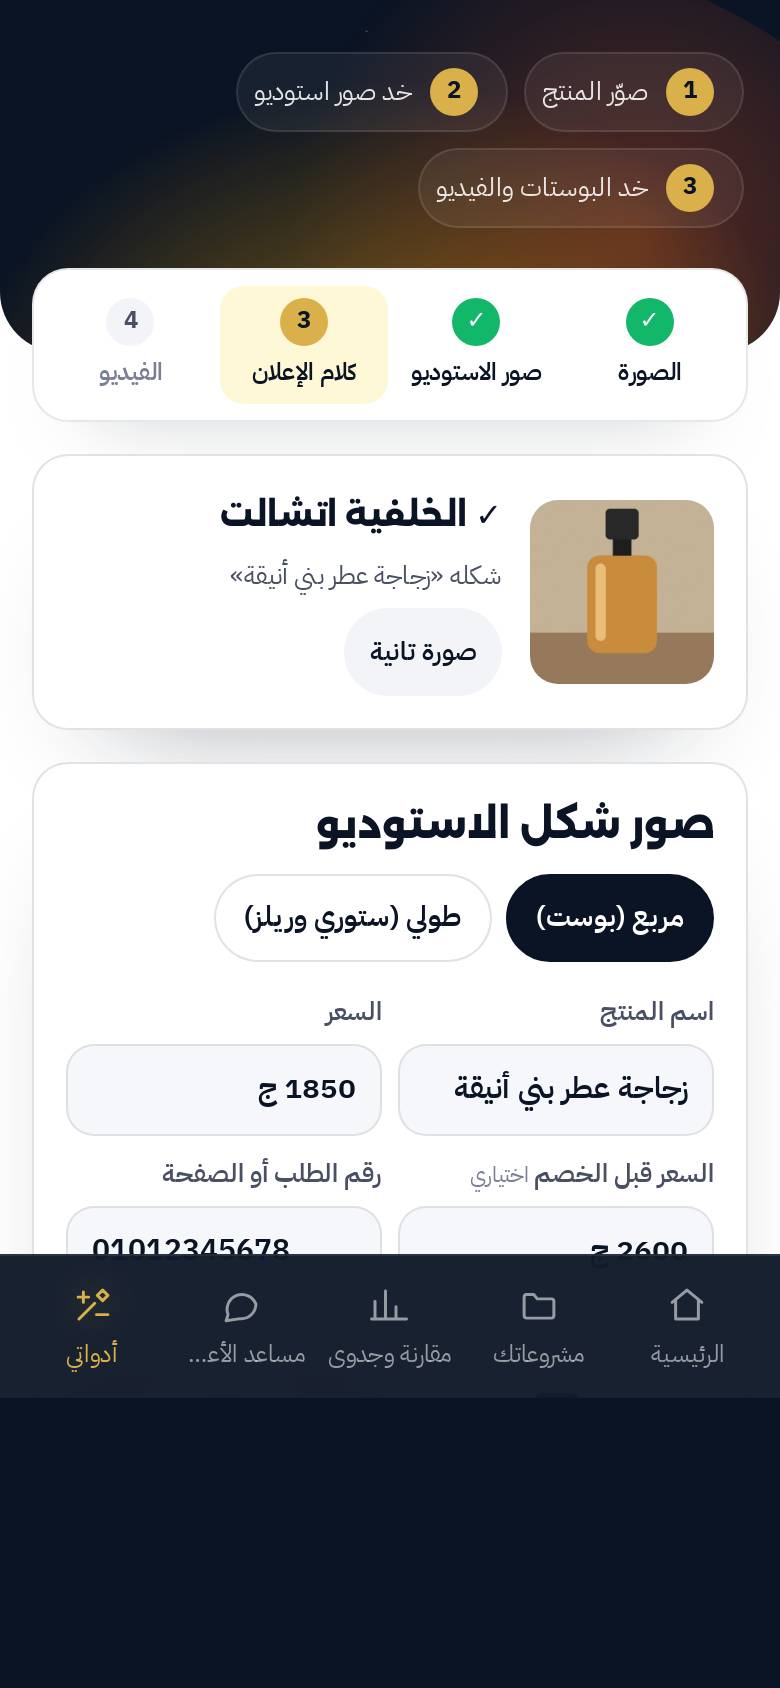 1 صوّر المنتج
2 خد صور استوديو
3 خد البوستات والفيديو
✓ ✓ 3 4
الصورة صور الاستوديو كلام الإعلان الفيديو
✓ الخلفية اتشالت
شكله «زجاجة عطر بني أنيقة»
صورة تانية
صور شكل الاستوديو
مربع (بوست) طولي (ستوري وريلز)
اسم المنتج السعر
زجاجة عطر بني أنيقة 1850 ج
السعر قبل الخصم اختياري رقم الطلب أو الصفحة
2600 ج 01012345678
الرئيسية مشروعاتك مقارنة وجدوى مساعد الأعـ... أدواتي